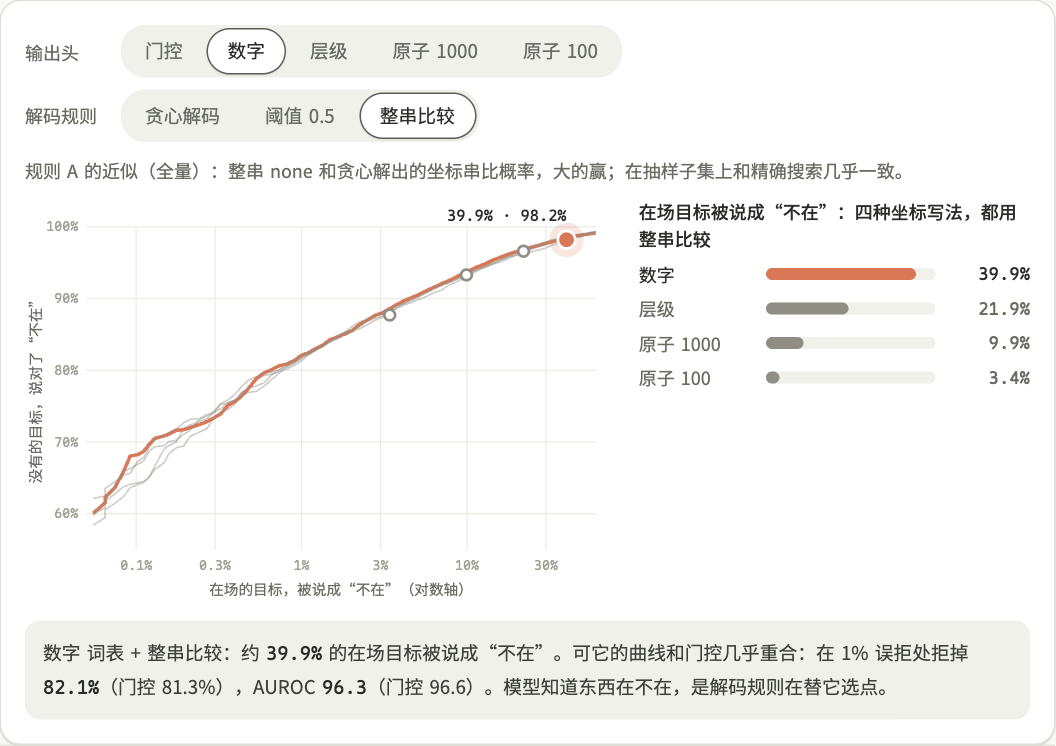 输出头 门控 数字 层级 原子 1000 原子 100
解码规则 贪心解码 阈值 0.5 整串比较
规则 A 的近似（全量）：整串 none 和贪心解出的坐标串比概率，大的赢；在抽样子集上和精确搜索几乎一致。
39.9% · 98.2%
100%
90%
80%
70%
60%
没有的目标，说对了“不在”
0.1% 0.3% 1% 3% 10% 30%
在场的目标，被说成“不在”（对数轴）
在场目标被说成“不在”：四种坐标写法，都用
整串比较
数字 39.9%
层级 21.9%
原子 1000 9.9%
原子 100 3.4%
数字 词表 + 整串比较：约 39.9% 的在场目标被说成“不在”。可它的曲线和门控几乎重合：在 1% 误拒处拒掉
82.1%（门控 81.3%），AUROC 96.3（门控 96.6）。模型知道东西在不在，是解码规则在替它选点。